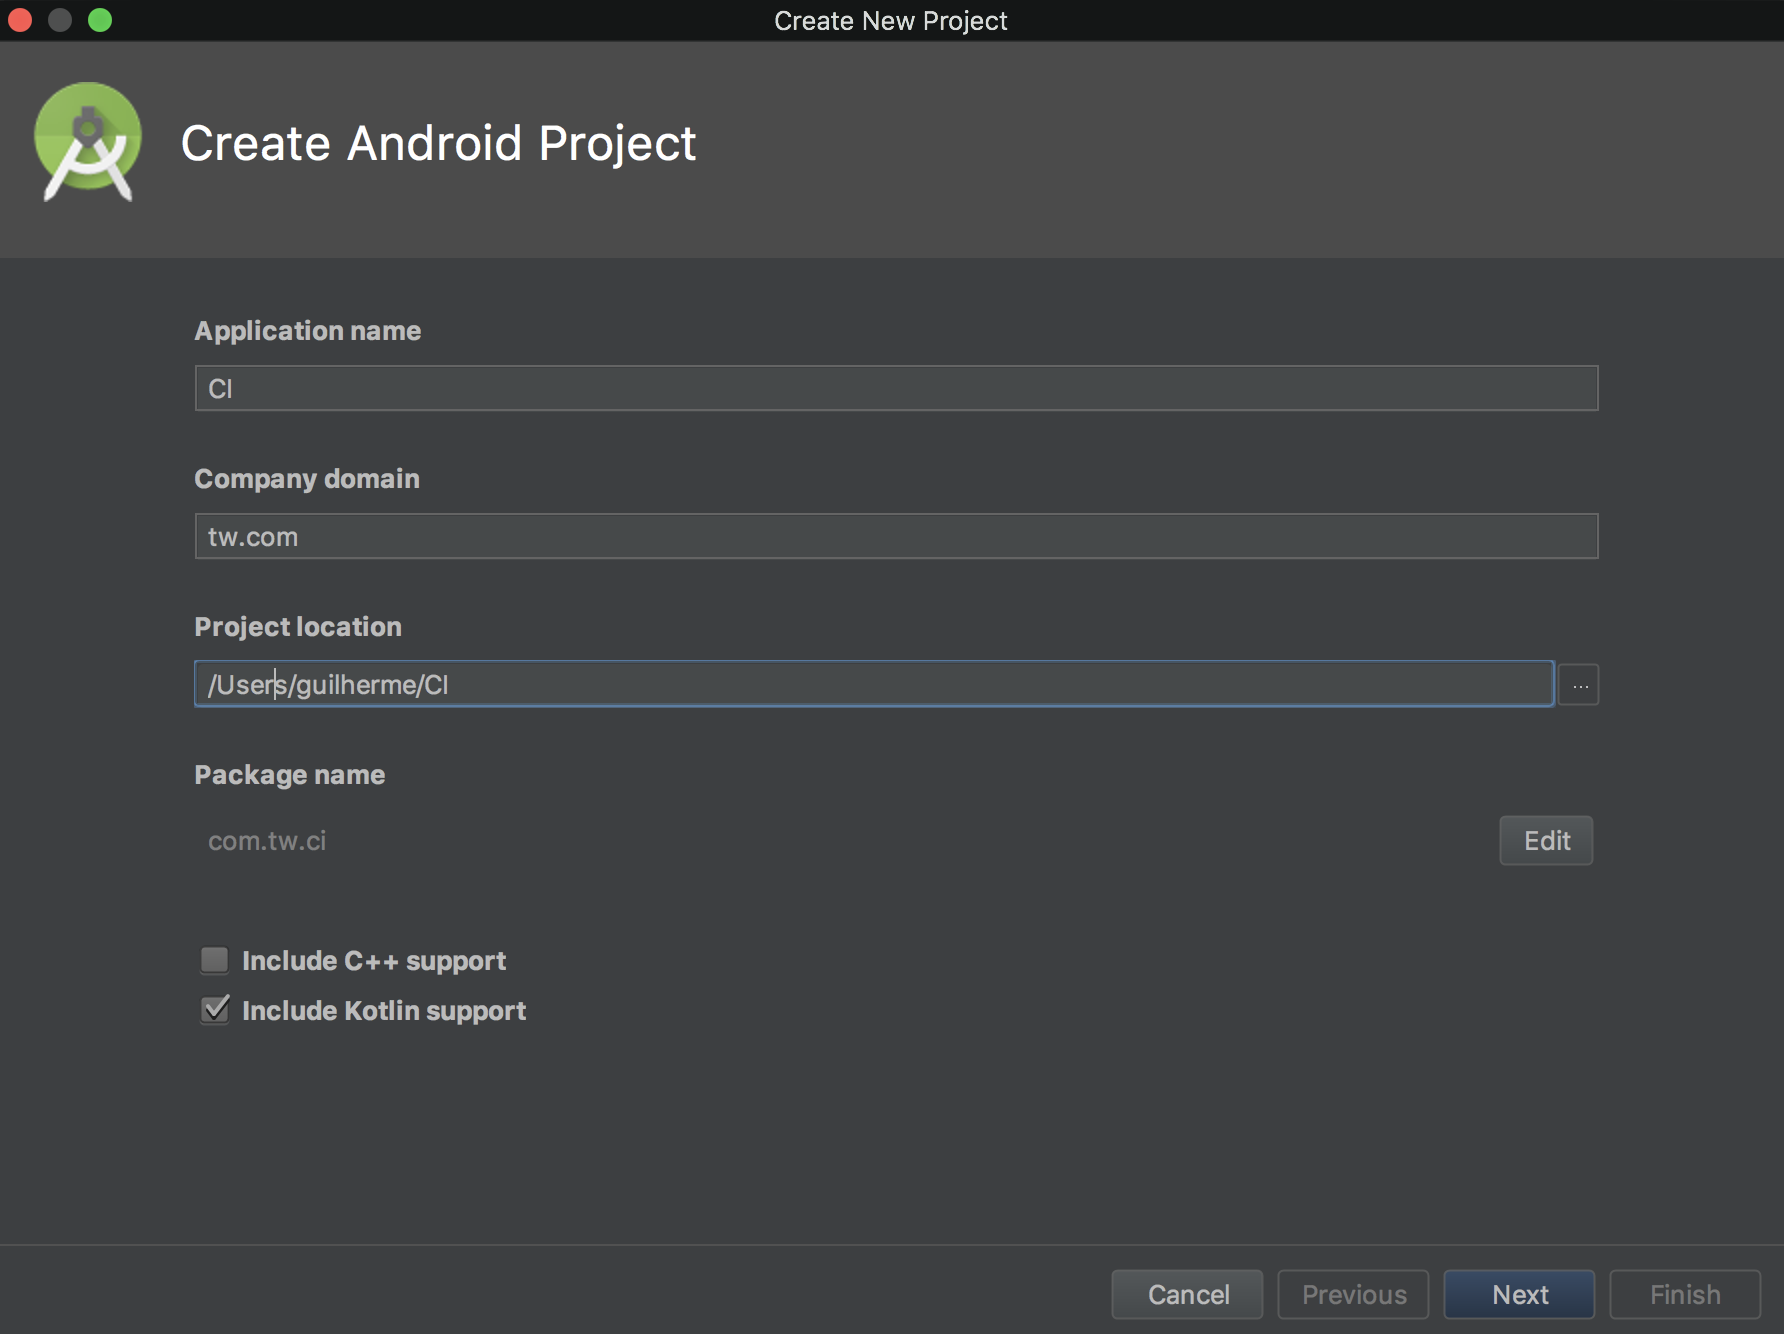 Create New Project
Create Android Project
Application name
CI
Company domain
tw.com
Project location
/Users/guilherme/CI
...
Package name
com.tw.ci
Edit
Include C++ support
Include Kotlin support
Cancel Previous Next Finish